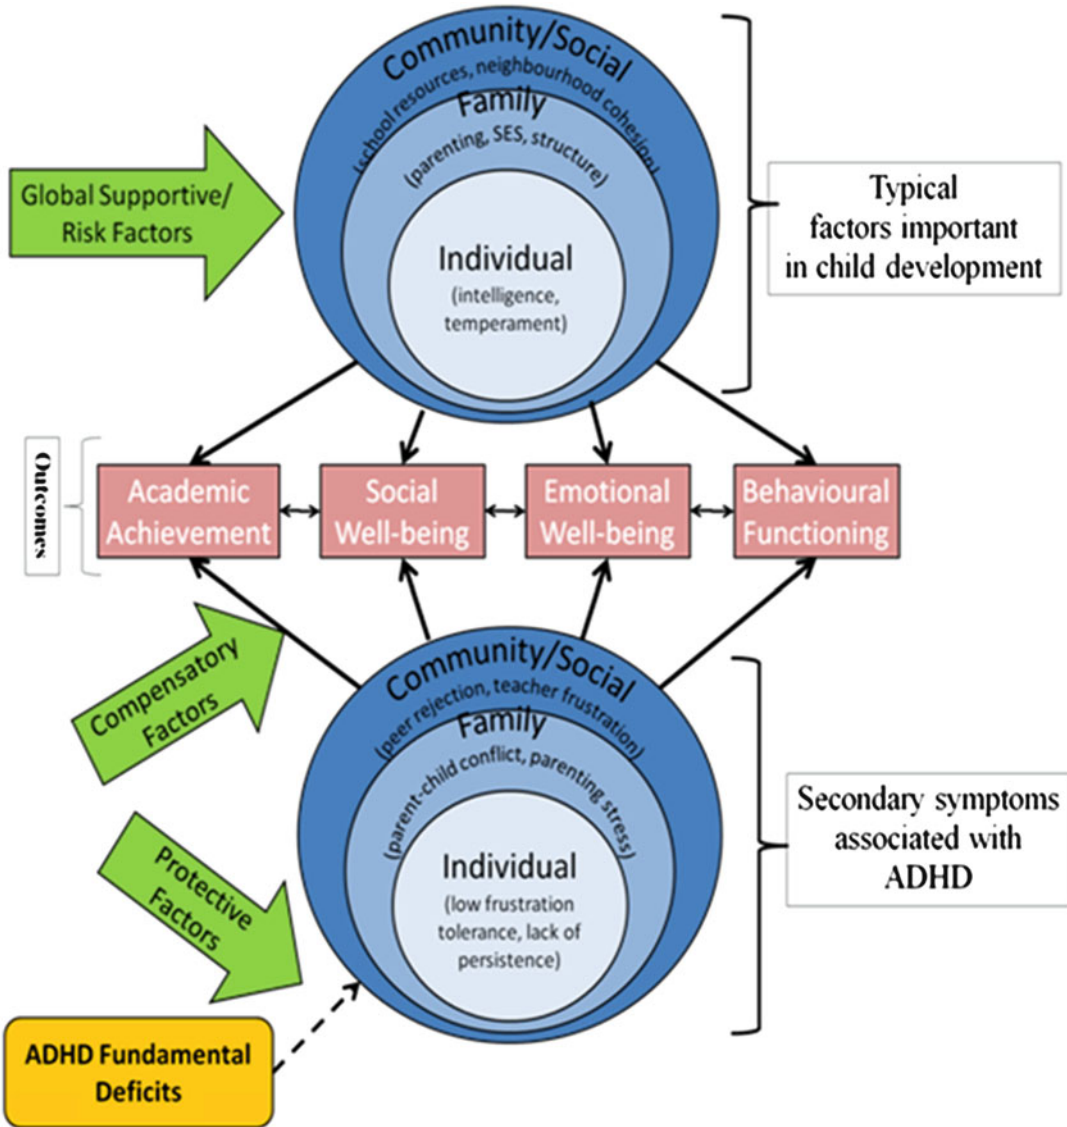 Community/Social
(school resources, neighbourhood cohesion)
Family
(parenting, SES, structure)
Individual
(intelligence,
temperament)
Global Supportive/
Risk Factors
Typical
factors important
in child development
Outcomes
Academic
Achievement
Social
Well-being
Emotional
Well-being
Behavioural
Functioning
Compensatory
Factors
Protective
Factors
Community/Social
(peer rejection, teacher frustration)
Family
(parent-child conflict, parenting stress)
Individual
(low frustration
tolerance, lack of
persistence)
Secondary symptoms
associated with
ADHD
ADHD Fundamental
Deficits